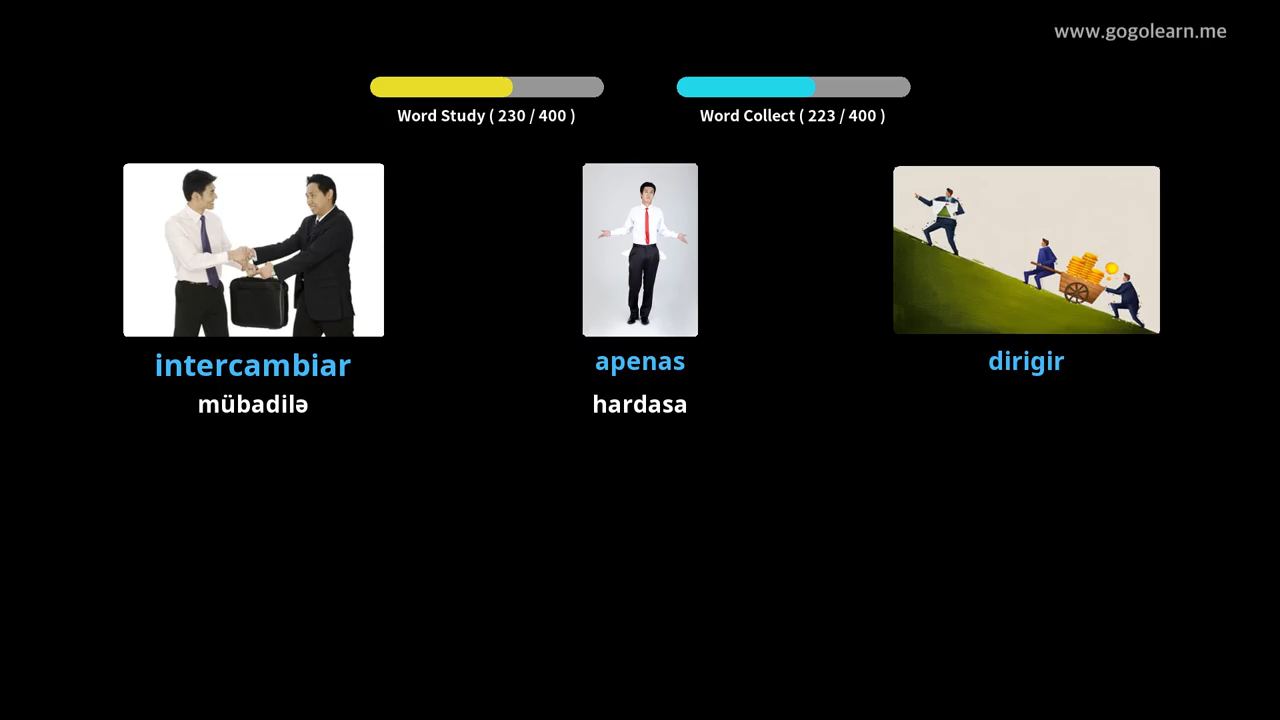 www.gogolearn.me
Word Study ( 230 / 400 )
Word Collect ( 223 / 400 )
intercambiar
mübadilə
apenas
hardasa
dirigir